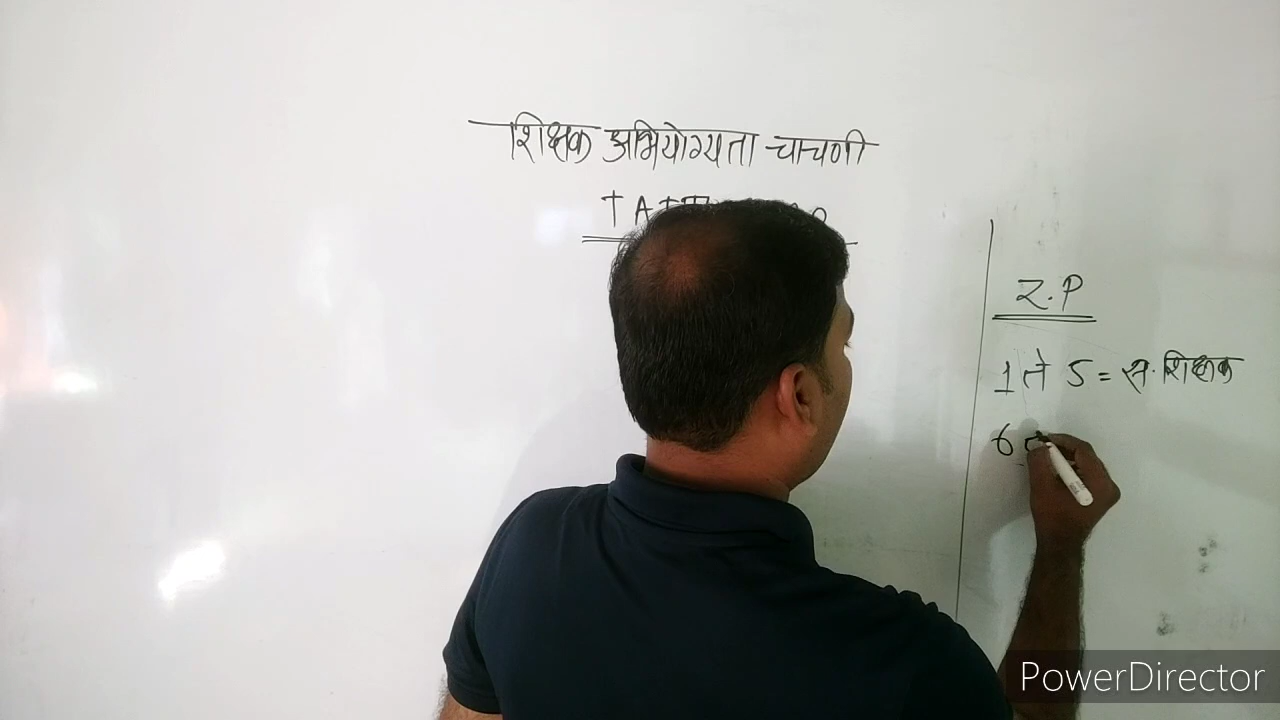 शिक्षक अभियोग्यता चाचणी
Z.P
1 ते 5 = स. शिक्षक
6
PowerDirector